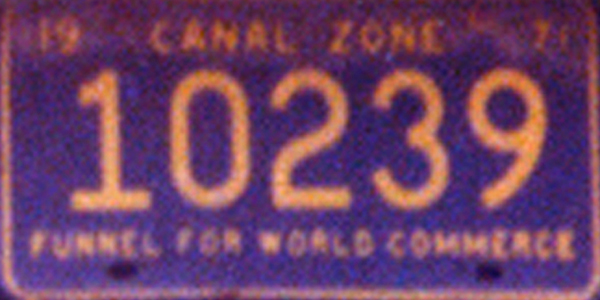 19 CANAL ZONE 71
10239
FUNNEL FOR WORLD COMMERCE